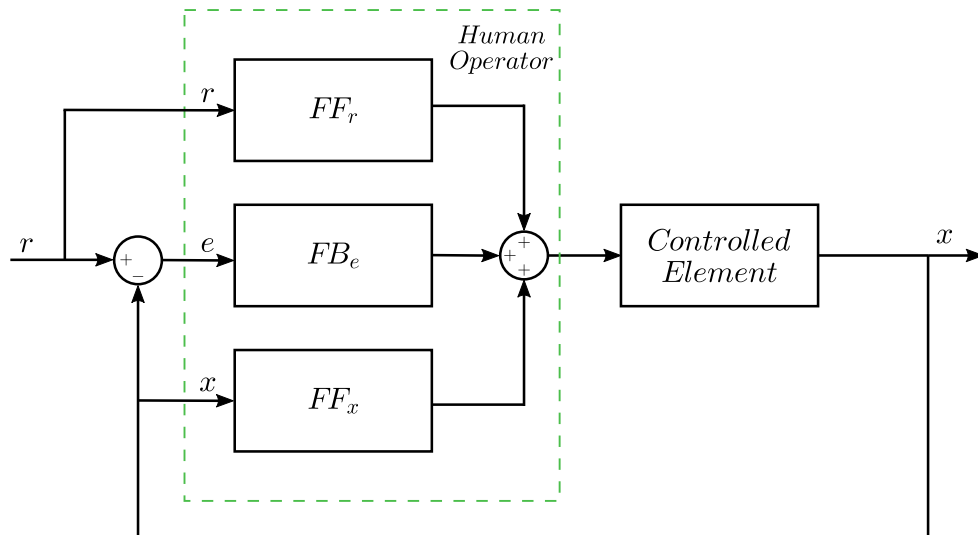 Human
Operator
r
FF_r
r
e
FB_e
+
−
+
+
+
Controlled
Element
x
x
FF_x